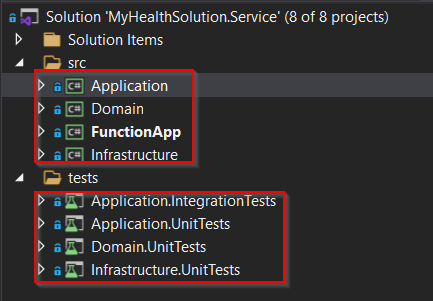 Solution 'MyHealthSolution.Service' (8 of 8 projects)
Solution Items
src
C# Application
C# Domain
C# FunctionApp
C# Infrastructure
tests
Application.IntegrationTests
Application.UnitTests
Domain.UnitTests
Infrastructure.UnitTests